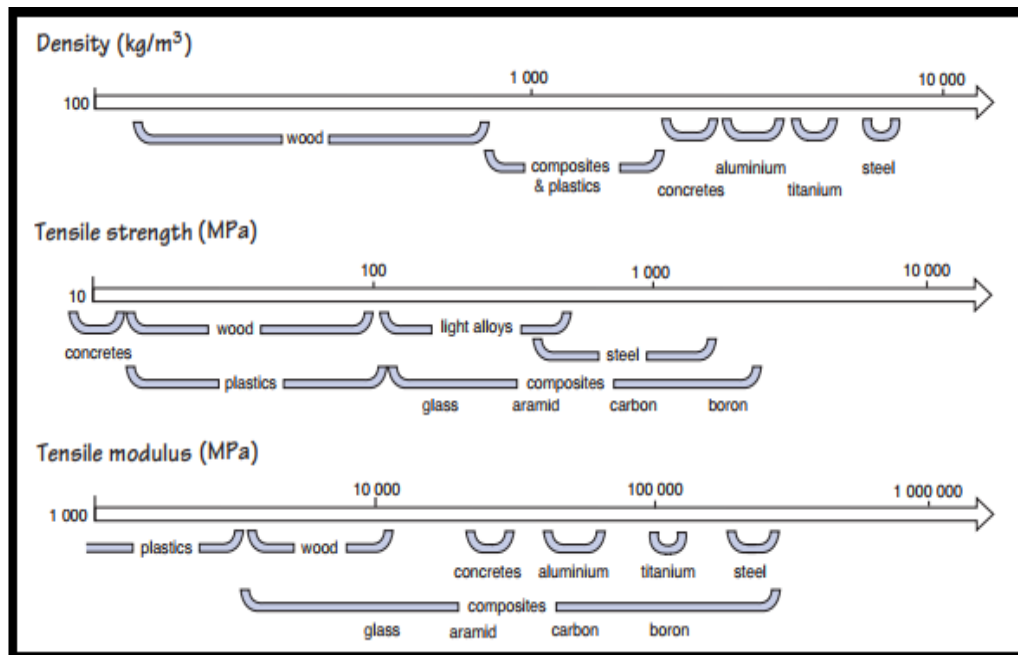 Density (kg/m³)
1 000
10 000
100
wood
composites
& plastics
aluminium
steel
concretes
titanium
Tensile strength (MPa)
100
1 000
10 000
10
wood
light alloys
concretes
steel
plastics
composites
glass
aramid
carbon
boron
Tensile modulus (MPa)
10 000
100 000
1 000 000
1 000
plastics
wood
concretes
aluminium
titanium
steel
composites
glass
aramid
carbon
boron